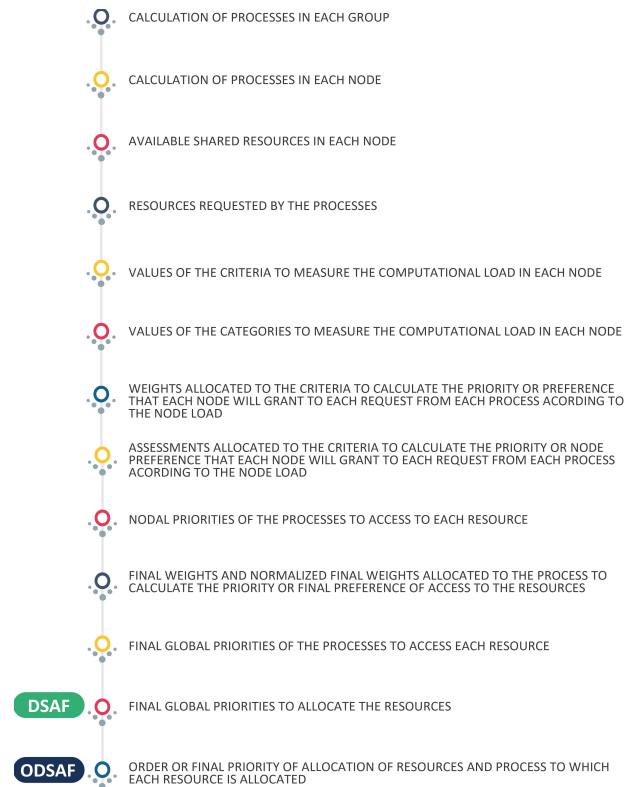 CALCULATION OF PROCESSES IN EACH GROUP
CALCULATION OF PROCESSES IN EACH NODE
AVAILABLE SHARED RESOURCES IN EACH NODE
RESOURCES REQUESTED BY THE PROCESSES
VALUES OF THE CRITERIA TO MEASURE THE COMPUTATIONAL LOAD IN EACH NODE
VALUES OF THE CATEGORIES TO MEASURE THE COMPUTATIONAL LOAD IN EACH NODE
WEIGHTS ALLOCATED TO THE CRITERIA TO CALCULATE THE PRIORITY OR PREFERENCE
THAT EACH NODE WILL GRANT TO EACH REQUEST FROM EACH PROCESS ACORDING TO
THE NODE LOAD
ASSESSMENTS ALLOCATED TO THE CRITERIA TO CALCULATE THE PRIORITY OR NODE
PREFERENCE THAT EACH NODE WILL GRANT TO EACH REQUEST FROM EACH PROCESS
ACORDING TO THE NODE LOAD
NODAL PRIORITIES OF THE PROCESSES TO ACCESS TO EACH RESOURCE
FINAL WEIGHTS AND NORMALIZED FINAL WEIGHTS ALLOCATED TO THE PROCESS TO
CALCULATE THE PRIORITY OR FINAL PREFERENCE OF ACCESS TO THE RESOURCES
FINAL GLOBAL PRIORITIES OF THE PROCESSES TO ACCESS EACH RESOURCE
DSAF
FINAL GLOBAL PRIORITIES TO ALLOCATE THE RESOURCES
ODSAF
ORDER OR FINAL PRIORITY OF ALLOCATION OF RESOURCES AND PROCESS TO WHICH
EACH RESOURCE IS ALLOCATED